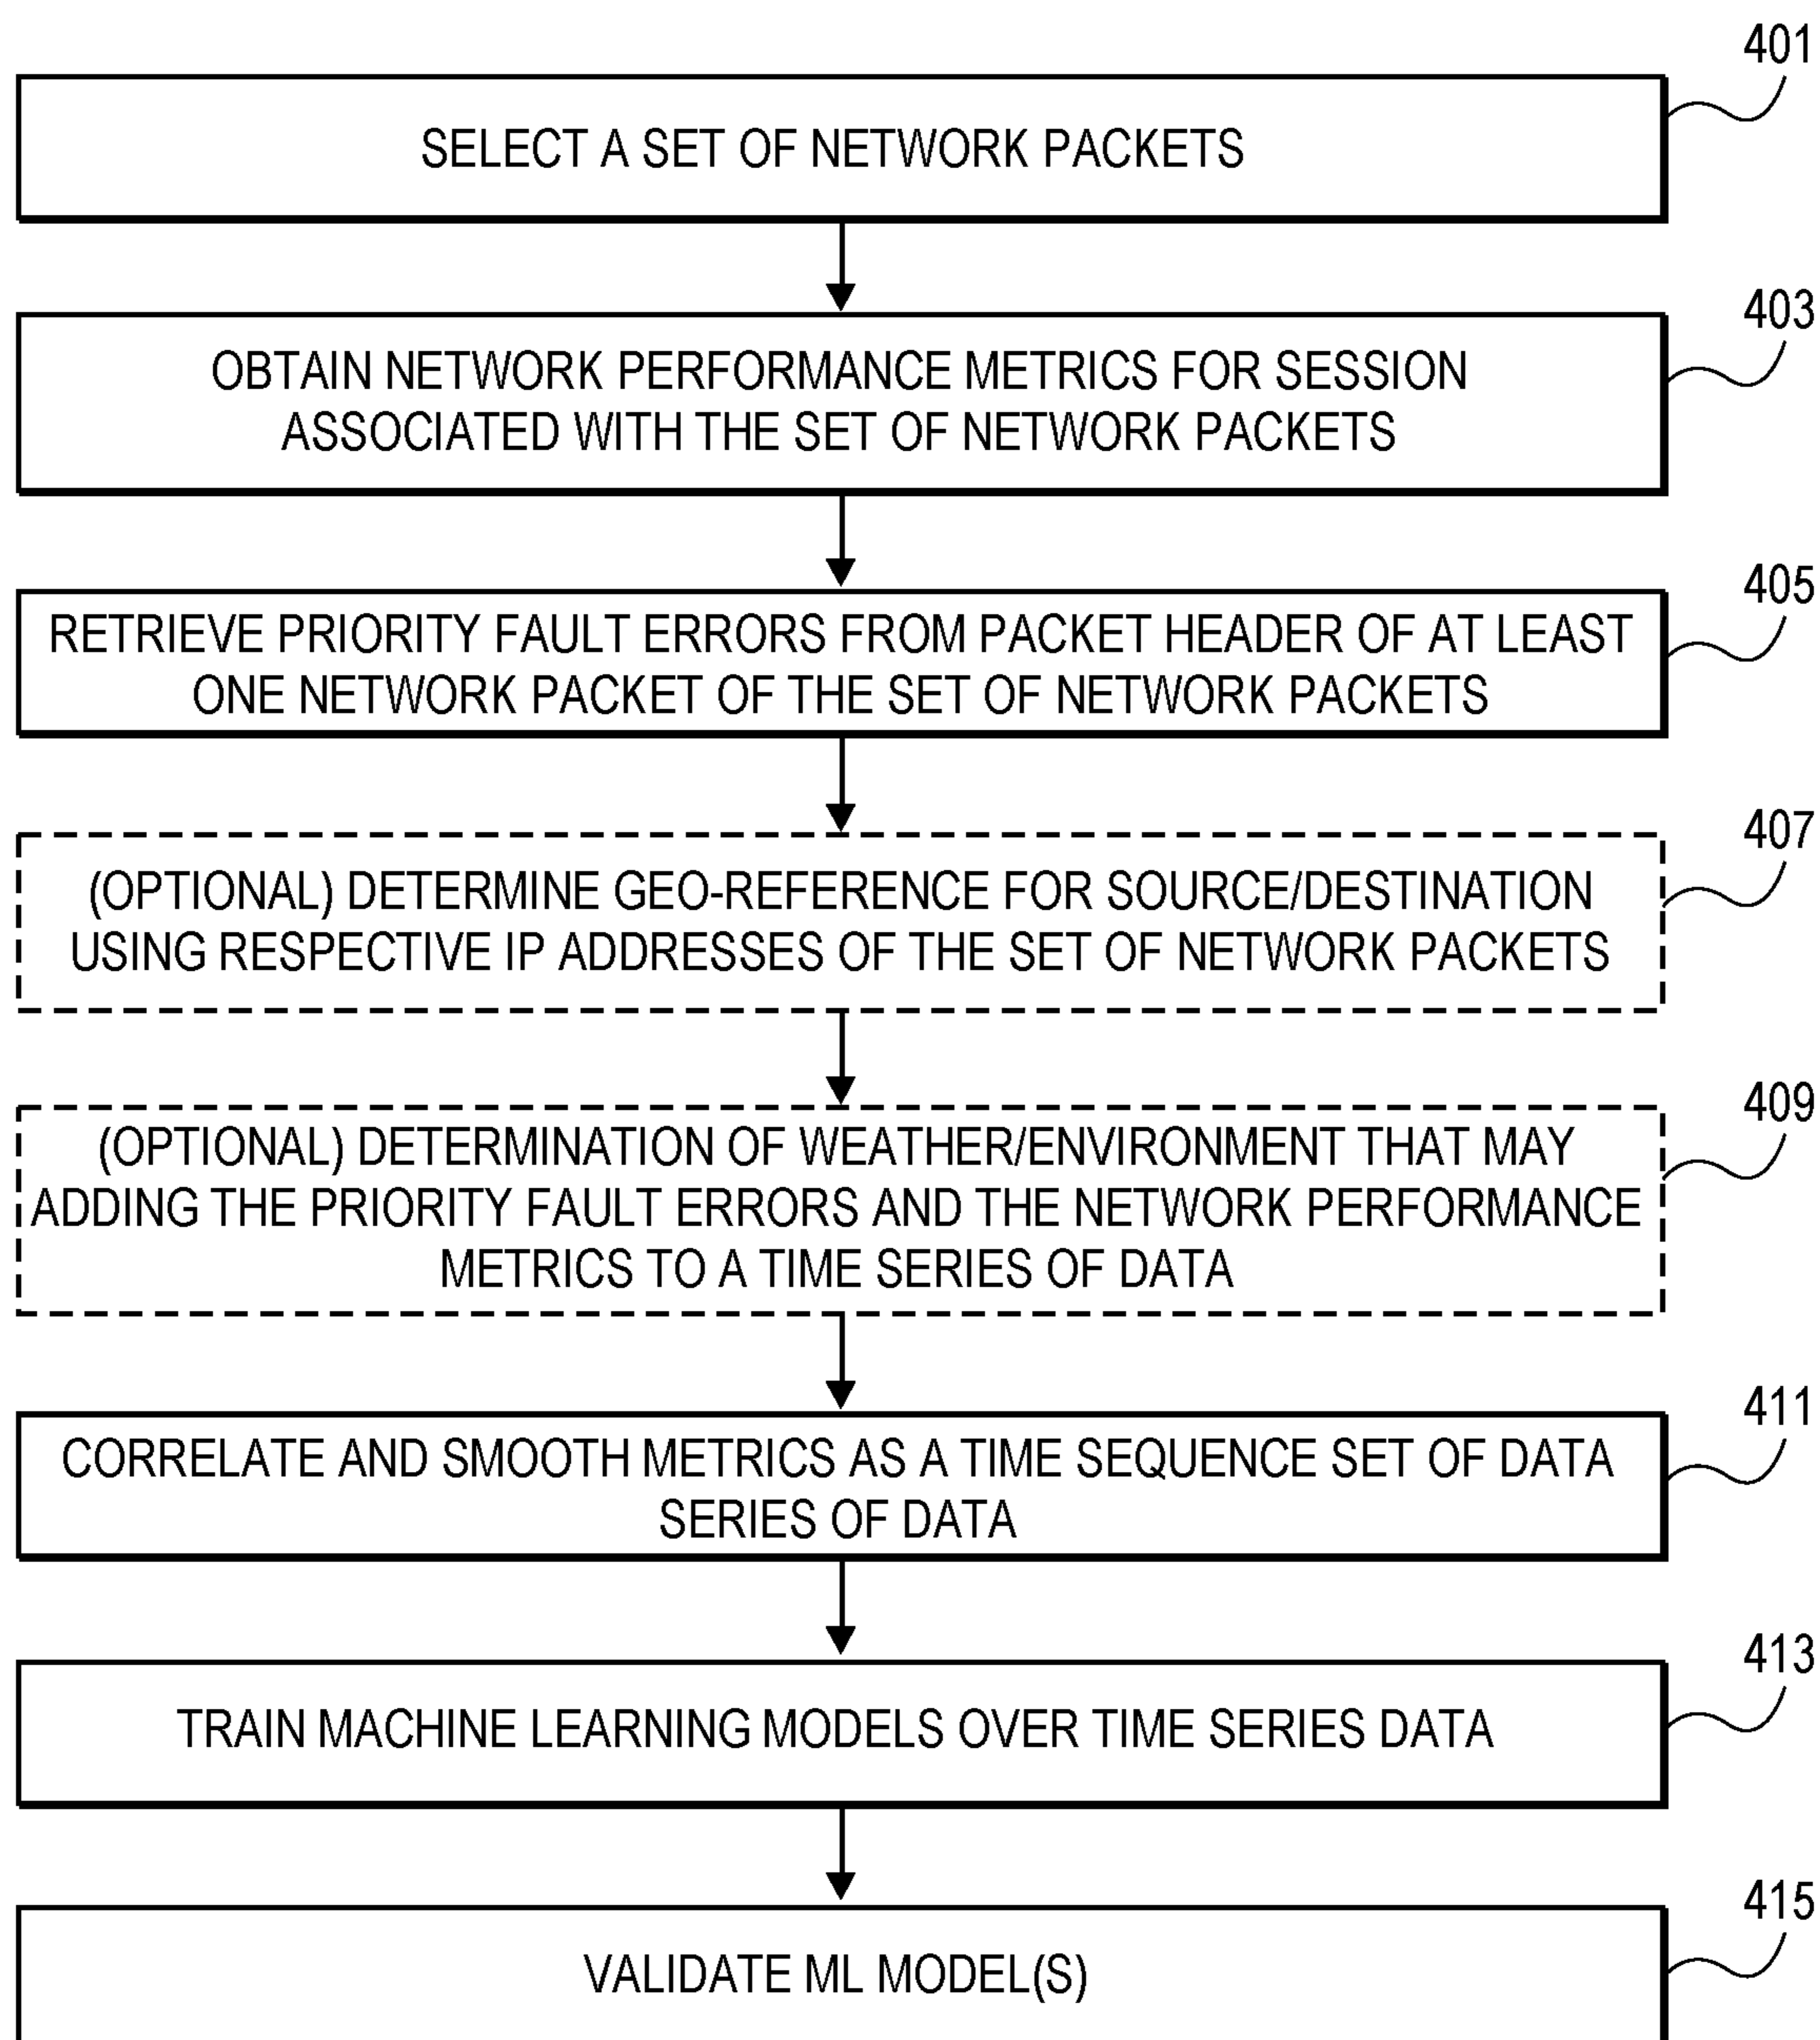 401
SELECT A SET OF NETWORK PACKETS
403
OBTAIN NETWORK PERFORMANCE METRICS FOR SESSION
ASSOCIATED WITH THE SET OF NETWORK PACKETS
405
RETRIEVE PRIORITY FAULT ERRORS FROM PACKET HEADER OF AT LEAST
ONE NETWORK PACKET OF THE SET OF NETWORK PACKETS
407
(OPTIONAL) DETERMINE GEO-REFERENCE FOR SOURCE/DESTINATION
USING RESPECTIVE IP ADDRESSES OF THE SET OF NETWORK PACKETS
409
(OPTIONAL) DETERMINATION OF WEATHER/ENVIRONMENT THAT MAY
ADDING THE PRIORITY FAULT ERRORS AND THE NETWORK PERFORMANCE
METRICS TO A TIME SERIES OF DATA
411
CORRELATE AND SMOOTH METRICS AS A TIME SEQUENCE SET OF DATA
SERIES OF DATA
413
TRAIN MACHINE LEARNING MODELS OVER TIME SERIES DATA
415
VALIDATE ML MODEL(S)